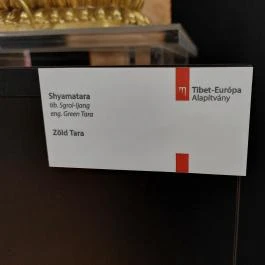 Shyamatara
tib. Sgrol-ljang
eng. Green Tara
Zöld Tara
Tibet-Európa
Alapítvány